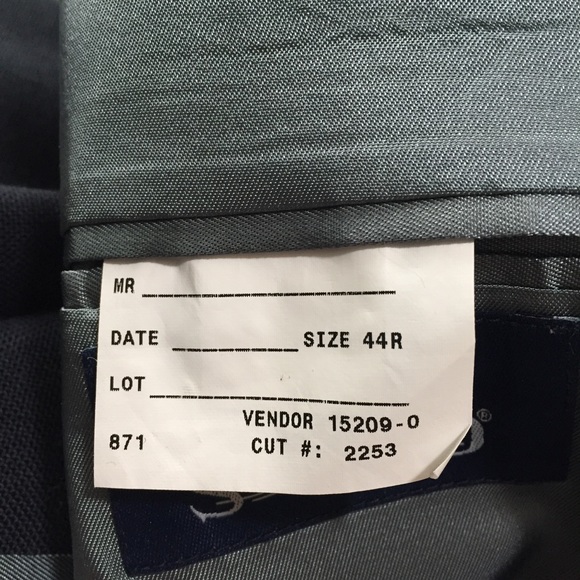 MR
DATE SIZE 44R
LOT
VENDOR 15209-0
871 CUT #: 2253
®